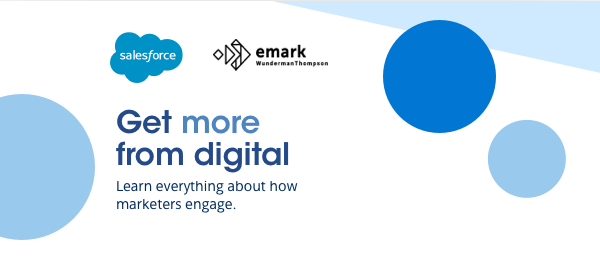 salesforce
emark
WundermanThompson
Get more
from digital
Learn everything about how
marketers engage.